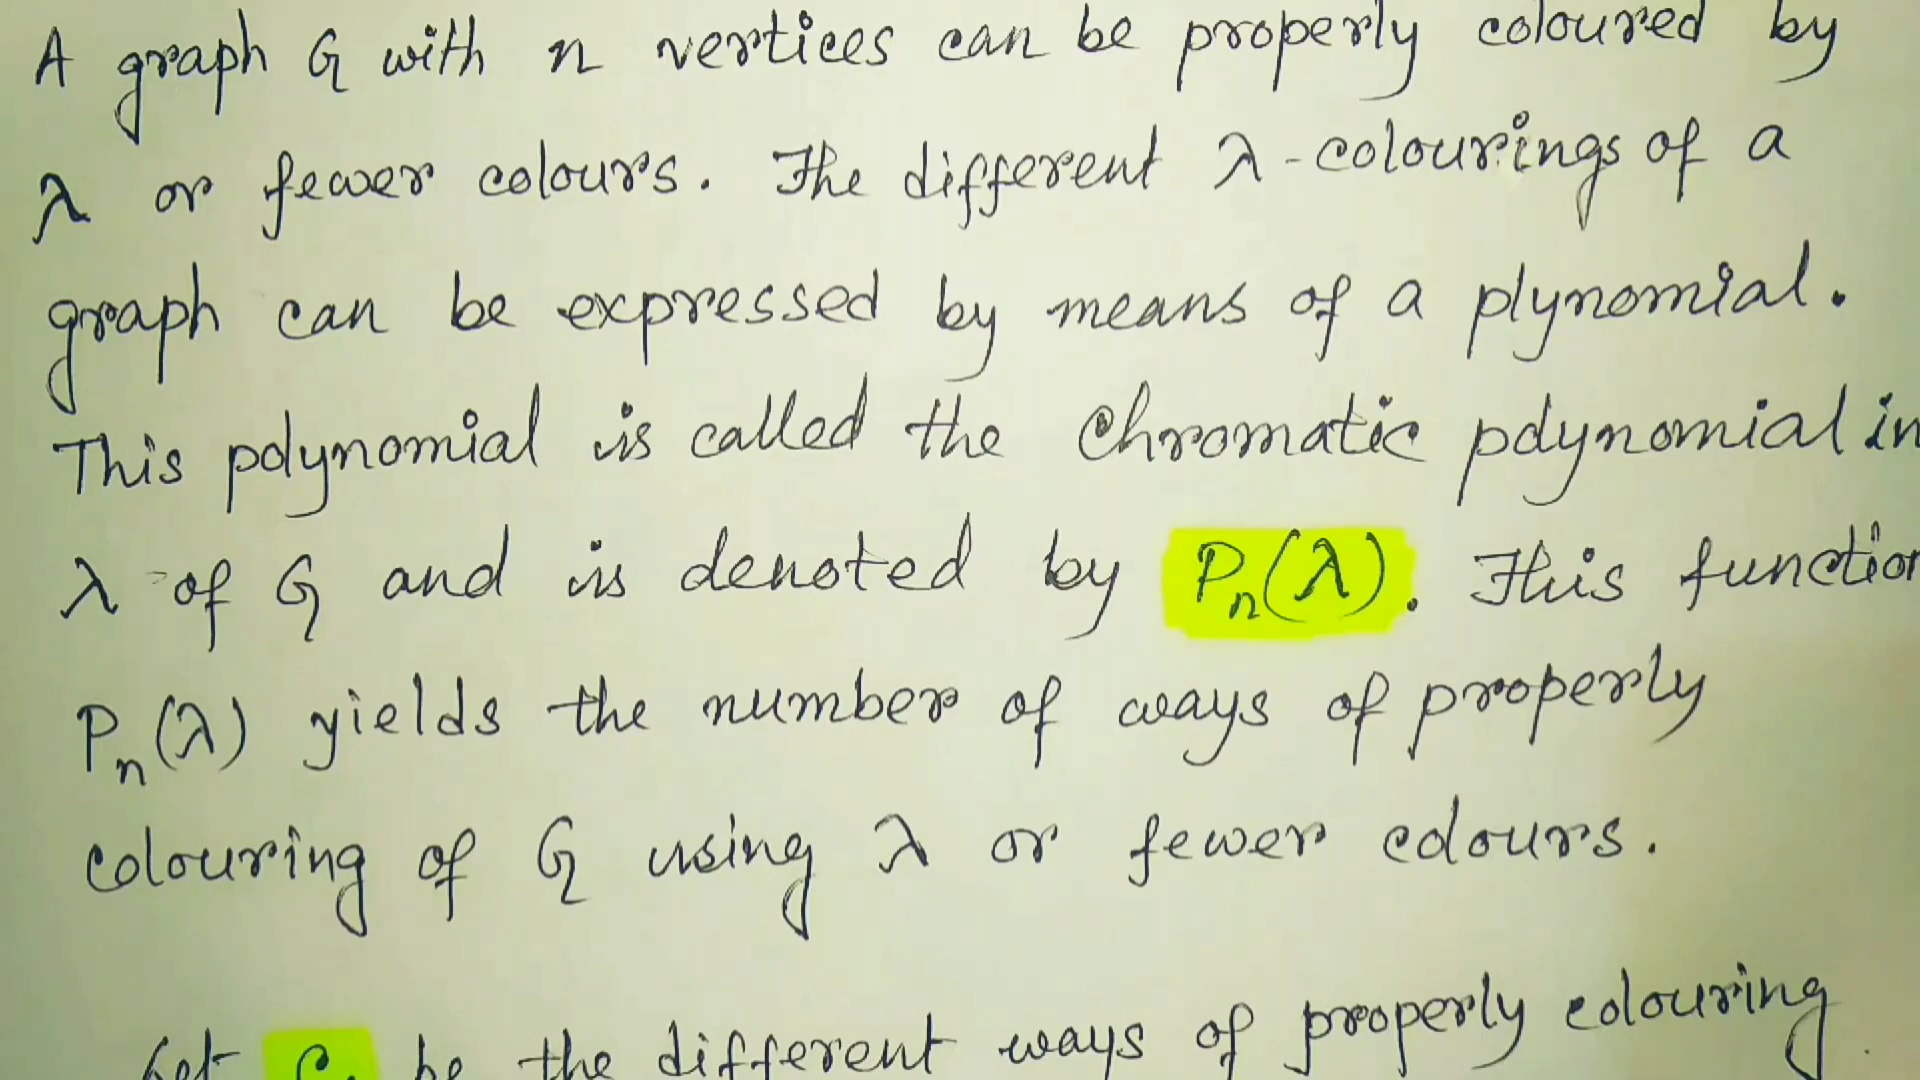 A graph G with n vertices can be properly coloured by
λ or fewer colours. The different λ-colourings of a
graph can be expressed by means of a plynomial.
This polynomial is called the Chromatic polynomial in
λ of G and is denoted by Pₙ(λ). This function
Pₙ(λ) yields the number of ways of properly
colouring of G using λ or fewer colours.
Let be the different ways of properly colouring